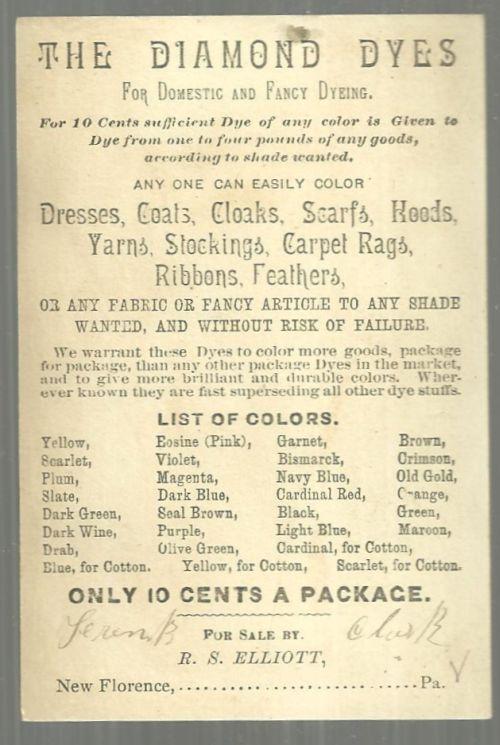 THE DIAMOND DYES
FOR DOMESTIC AND FANCY DYEING.
For 10 Cents sufficient Dye of any color is Given to
Dye from one to four pounds of any goods,
according to shade wanted.
ANY ONE CAN EASILY COLOR
Dresses, Coats, Cloaks, Scarfs, Hoods,
Yarns, Stockings, Carpet Rags,
Ribbons, Feathers,
OR ANY FABRIC OR FANCY ARTICLE TO ANY SHADE
WANTED, AND WITHOUT RISK OF FAILURE.
We warrant these Dyes to color more goods, package
for package, than any other package Dyes in the market,
and to give more brilliant and durable colors. Wher-
ever known they are fast superseding all other dye stuffs.
LIST OF COLORS.
Yellow, Eosine (Pink), Garnet, Brown,
Scarlet, Violet, Bismarck, Crimson,
Plum, Magenta, Navy Blue, Old Gold,
Slate, Dark Blue, Cardinal Red, Orange,
Dark Green, Seal Brown, Black, Green,
Dark Wine, Purple, Light Blue, Maroon,
Drab, Olive Green, Cardinal, for Cotton,
Blue, for Cotton. Yellow, for Cotton, Scarlet, for Cotton.
ONLY 10 CENTS A PACKAGE.
Clark
FOR SALE BY.
R. S. ELLIOTT,
New Florence,..............................Pa.